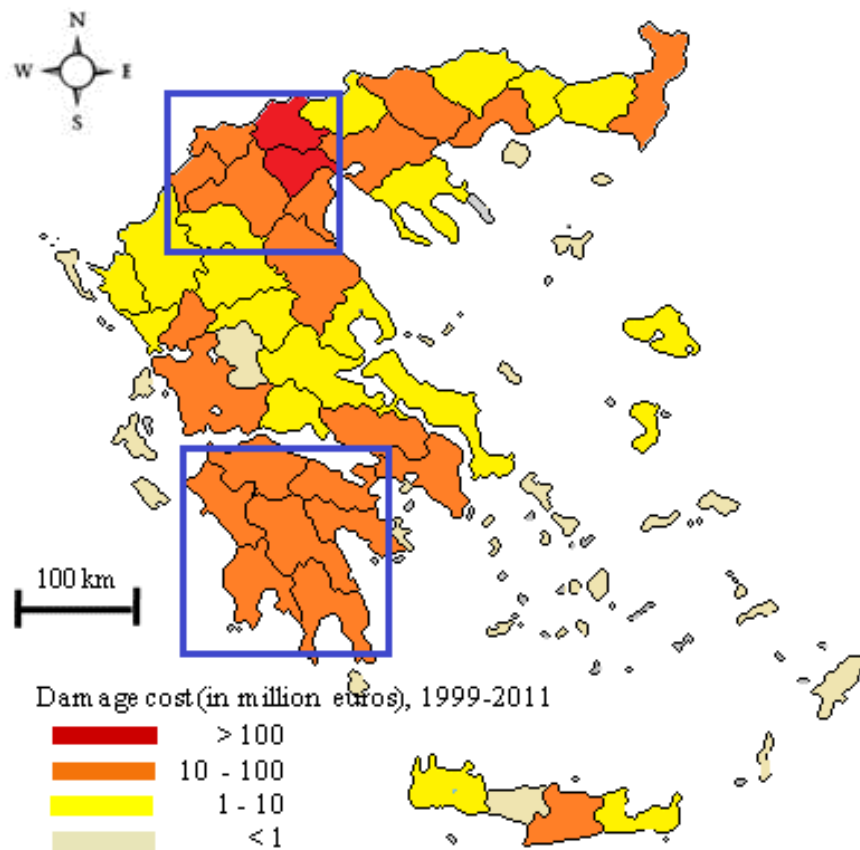 N
W E
S
100 km
Damage cost(in million euros), 1999-2011
> 100
10 - 100
1 - 10
< 1